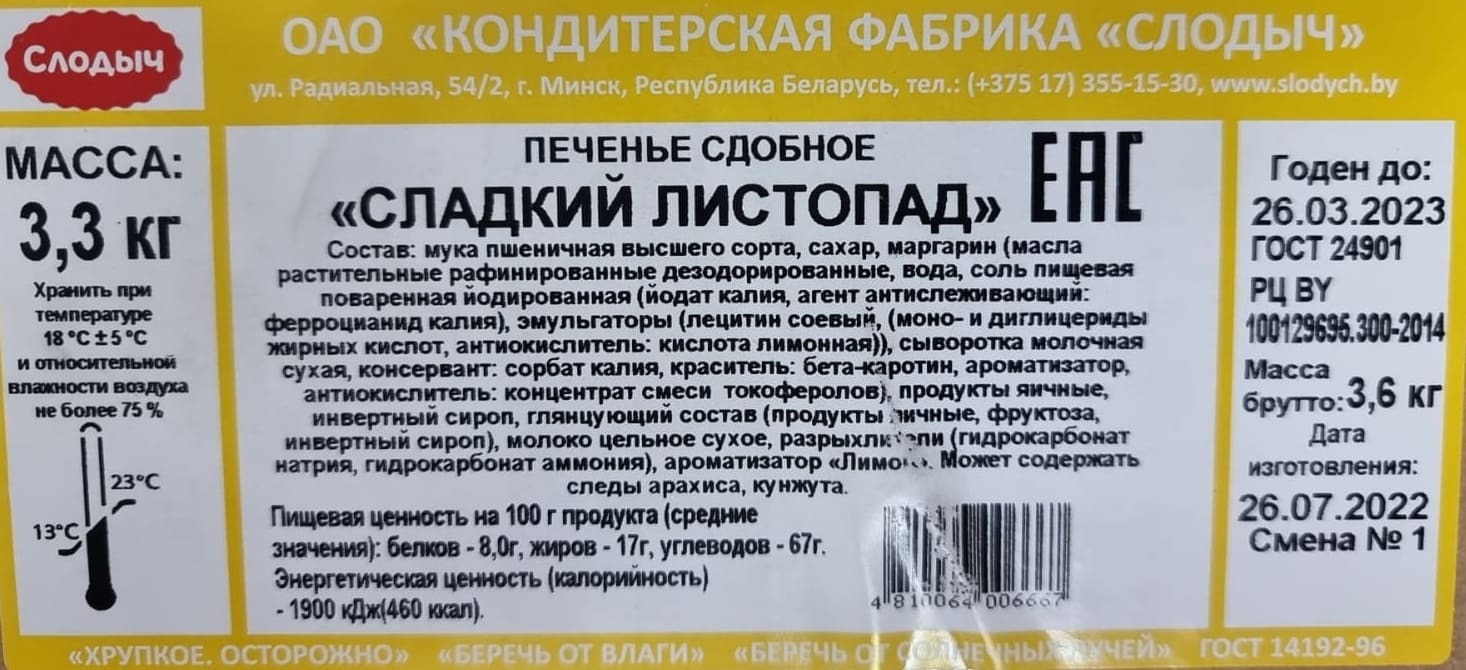 Слодыч
ОАО «КОНДИТЕРСКАЯ ФАБРИКА «СЛОДЫЧ»
ул. Радиальная, 54/2, г. Минск, Республика Беларусь, тел.: (+375 17) 355-15-30, www.slodych.by
МАССА:
3,3 кг
Хранить при
температуре
18 °С ± 5 °С
и относительной
влажности воздуха
не более 75 %
23°С
13°С
ПЕЧЕНЬЕ СДОБНОЕ
«СЛАДКИЙ ЛИСТОПАД»
ЕАС
Состав: мука пшеничная высшего сорта, сахар, маргарин (масла
растительные рафинированные дезодорированные, вода, соль пищевая
поваренная йодированная (йодат калия, агент антислеживающий:
ферроцианид калия), эмульгаторы (лецитин соевый, (моно- и диглицериды
жирных кислот, антиокислитель: кислота лимонная)), сыворотка молочная
сухая, консервант: сорбат калия, краситель: бета-каротин, ароматизатор,
антиокислитель: концентрат смеси токоферолов), продукты яичные,
инвертный сироп, глянцующий состав (продукты яичные, фруктоза,
инвертный сироп), молоко цельное сухое, разрыхлители (гидрокарбонат
натрия, гидрокарбонат аммония), ароматизатор Может содержать
следы арахиса, кунжута.
Пищевая ценность на 100 г продукта (средние
значения): белков - 8,0г, жиров - 17г, углеводов - 67г.
Энергетическая ценность (калорийность)
- 1900 кДж(460 ккал).
4 810064 006667
Годен до:
26.03.2023
ГОСТ 24901
РЦ BY
100129695.300-2014
Масса
брутто: 3,6 кг
Дата
изготовления:
26.07.2022
Смена № 1
«ХРУПКОЕ. ОСТОРОЖНО» «БЕРЕЧЬ ОТ ВЛАГИ» «БЕРЕЧЬ ОТ СОЛНЕЧНЫХ ЛУЧЕЙ» ГОСТ 14192-96